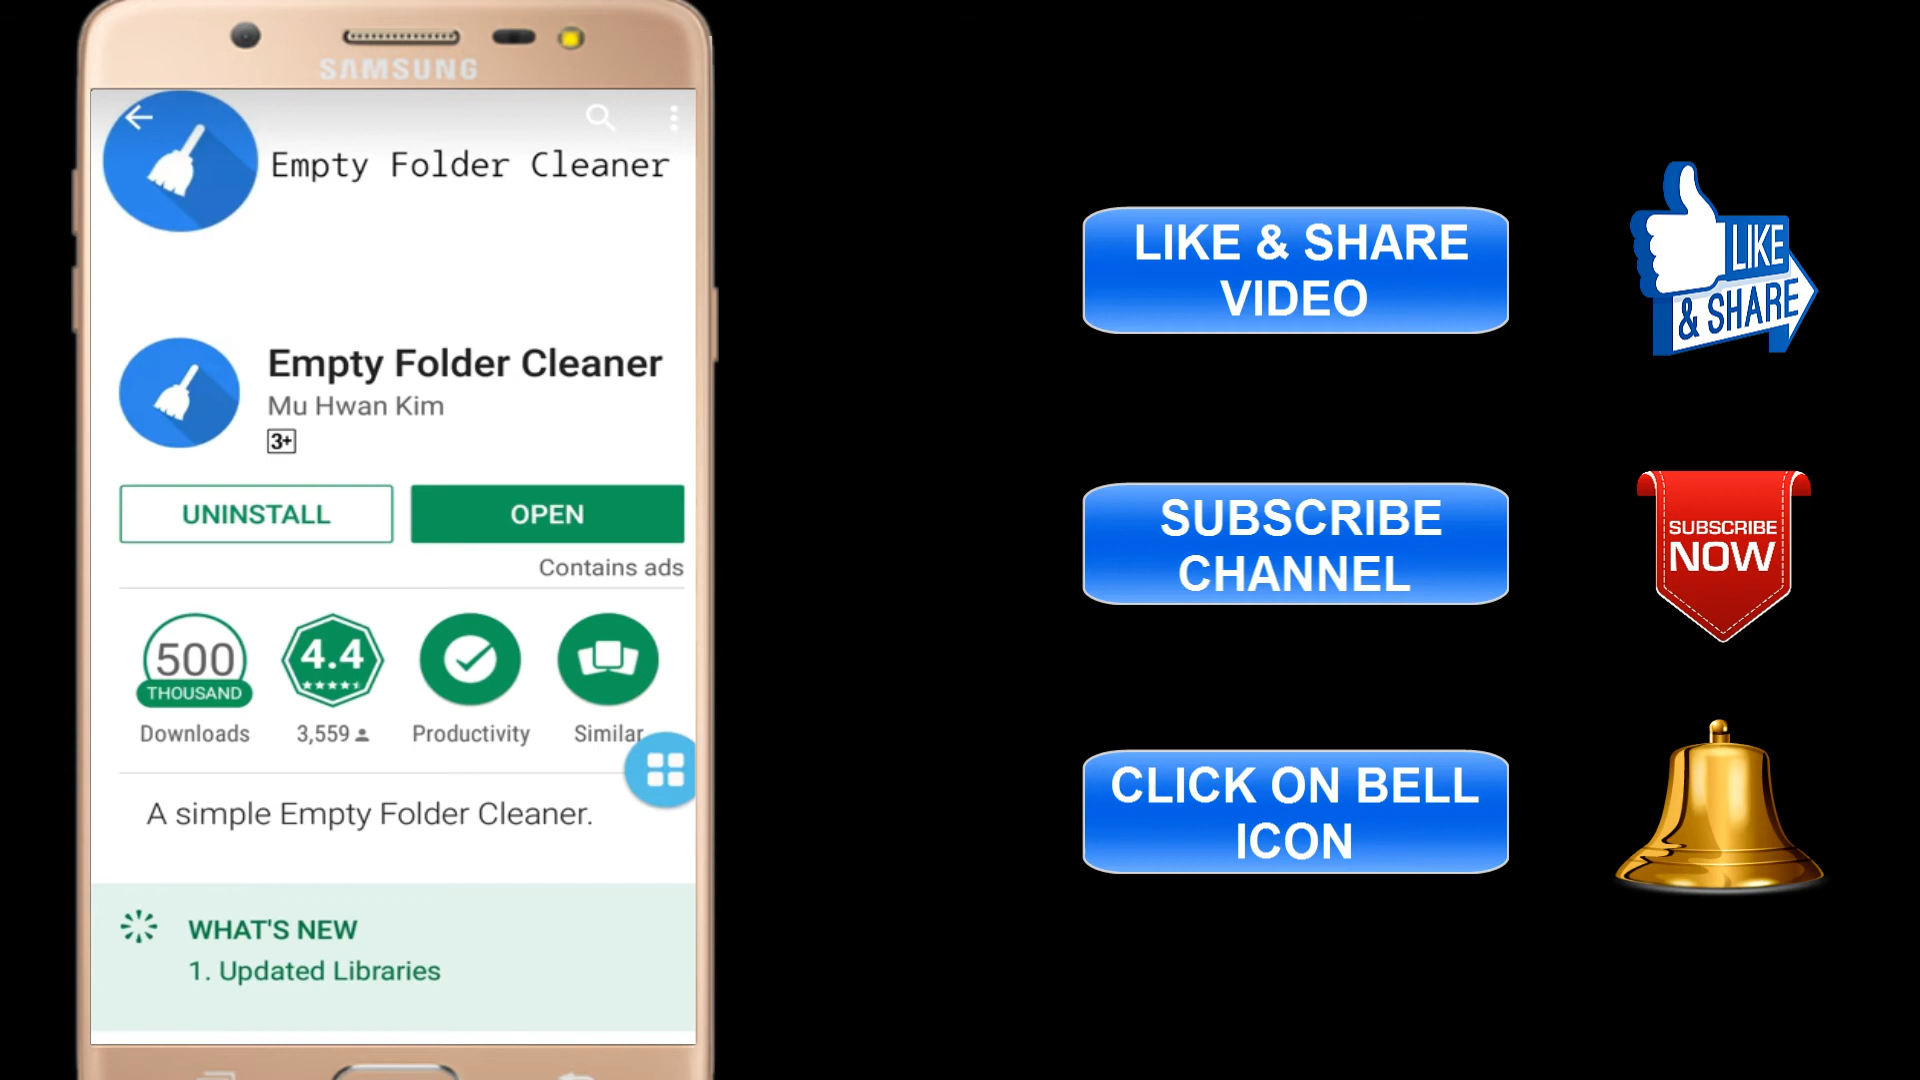 SAMSUNG
Empty Folder Cleaner
Empty Folder Cleaner
Mu Hwan Kim
3+
UNINSTALL
OPEN
Contains ads
500
THOUSAND
4.4
Downloads
3,559
Productivity
Similar
A simple Empty Folder Cleaner.
WHAT'S NEW
1. Updated Libraries
LIKE & SHARE
VIDEO
LIKE
& SHARE
SUBSCRIBE
CHANNEL
SUBSCRIBE
NOW
CLICK ON BELL
ICON